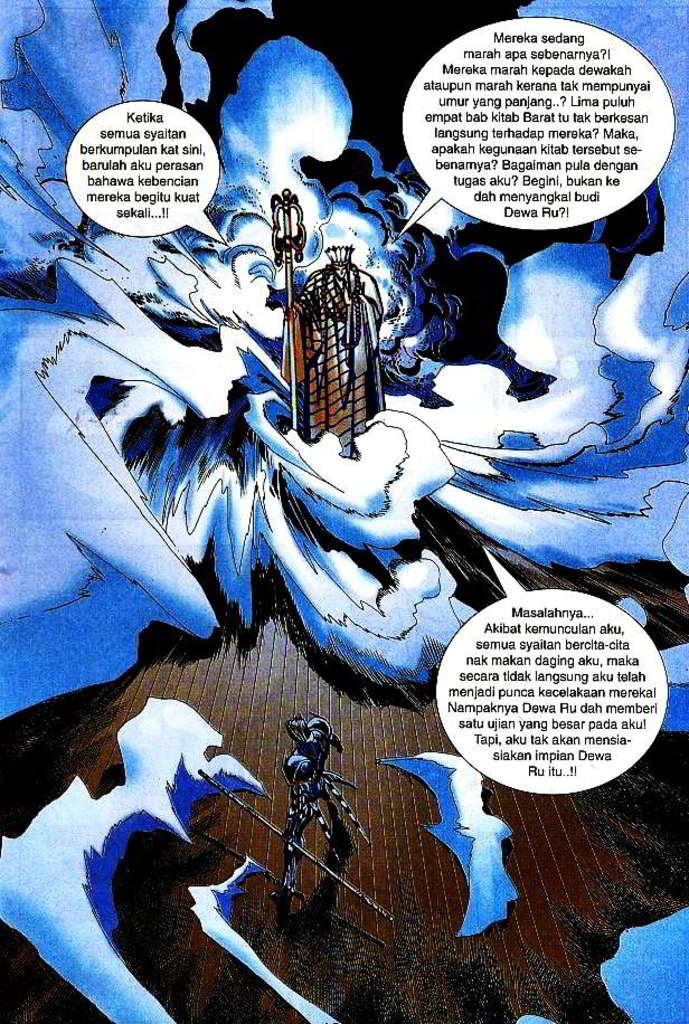 Ketika
semua syaitan
berkumpulan kat sini,
barulah aku perasan
bahawa kebencian
mereka begitu kuat
sekali...!!
Mereka sedang
marah apa sebenarnya?!
Mereka marah kepada dewakah
ataupun marah kerana tak mempunyai
umur yang panjang..? Lima puluh
empat bab kitab Barat tu tak berkesan
langsung terhadap mereka? Maka,
apakah kegunaan kitab tersebut se-
benarnya? Bagaiman pula dengan
tugas aku? Begini, bukan ke
dah menyangkal budi
Dewa Ru?!
Masalahnya...
Akibat kemunculan aku,
semua syaitan bercita-cita
nak makan daging aku, maka
secara tidak langsung aku telah
menjadi punca kecelakaan mereka!
Nampaknya Dewa Ru dah memberi
satu ujian yang besar pada aku!
Tapi, aku tak akan mensia-
siakan impian Dewa
Ru itu..!!